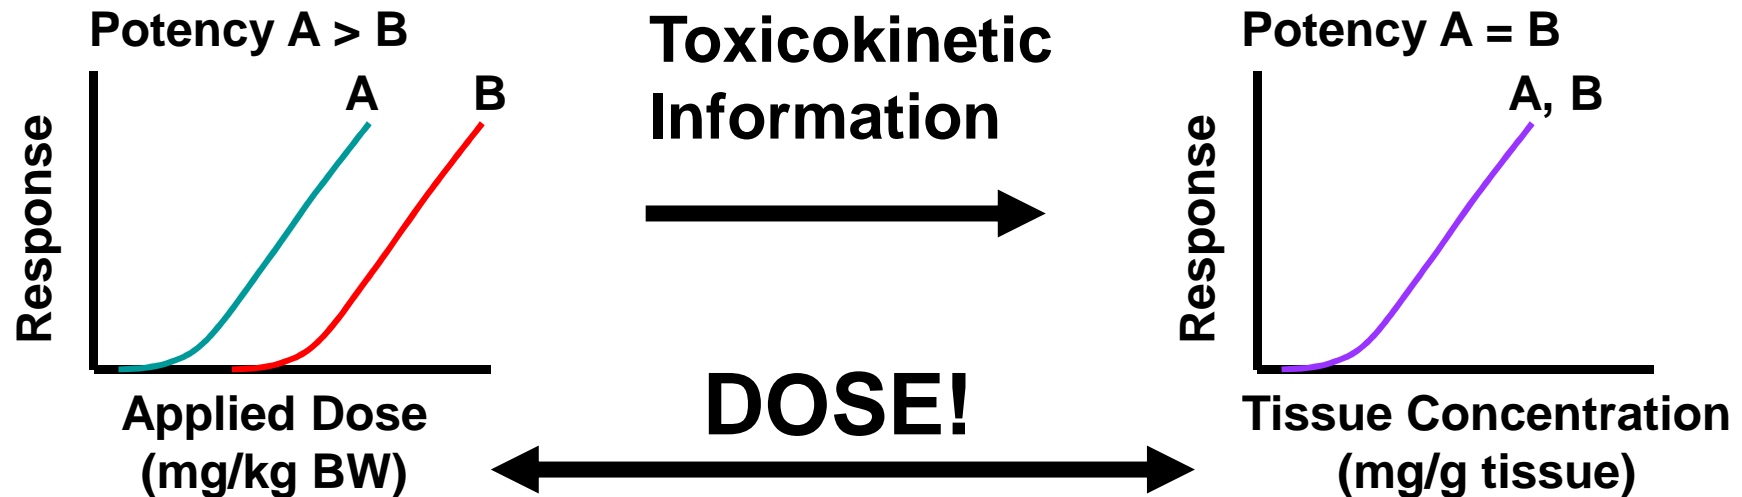 Potency A > B
A
B
Response
Applied Dose
(mg/kg BW)
Toxicokinetic
Information
DOSE!
Potency A = B
A, B
Response
Tissue Concentration
(mg/g tissue)